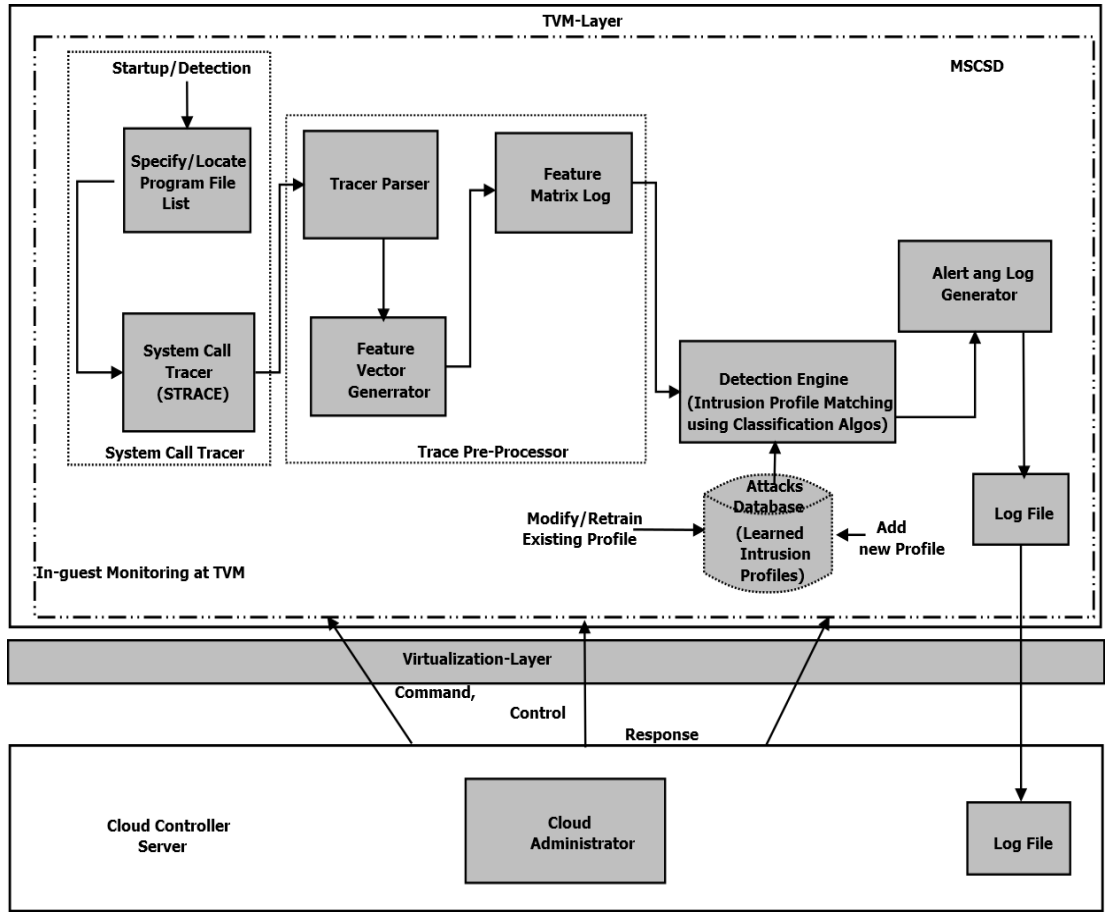 TVM-Layer
MSCSD
Startup/Detection
Specify/Locate
Program File
List
System Call
Tracer
(STRACE)
System Call Tracer
Tracer Parser
Feature
Vector
Generrator
Feature
Matrix Log
Trace Pre-Processor
Detection Engine
(Intrusion Profile Matching
using Classification Algos)
Alert ang Log
Generator
Attacks
Database
(Learned
Intrusion
Profiles)
Modify/Retrain
Existing Profile
Add
new Profile
Log File
In-guest Monitoring at TVM
Virtualization-Layer
Command,
Control
Response
Cloud Controller
Server
Cloud
Administrator
Log File